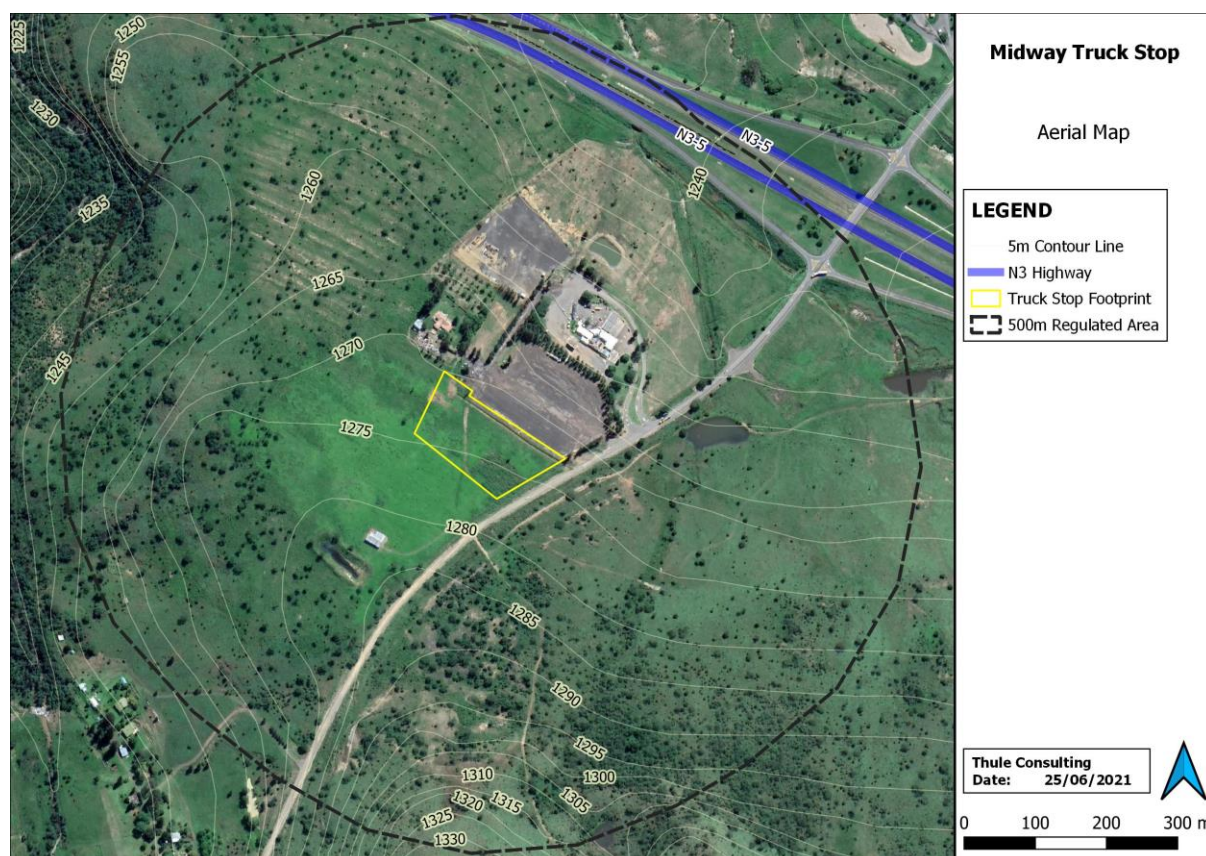 1225
1250
1255
1230
1235
1260
1265
1245
1270
1275
1280
1240
N3-5
N3-5
1285
1290
1295
1300
1305
1310
1315
1320
1325
1330
Midway Truck Stop
Aerial Map
LEGEND
5m Contour Line
N3 Highway
Truck Stop Footprint
500m Regulated Area
Thule Consulting
Date: 25/06/2021
0 100 200 300 m